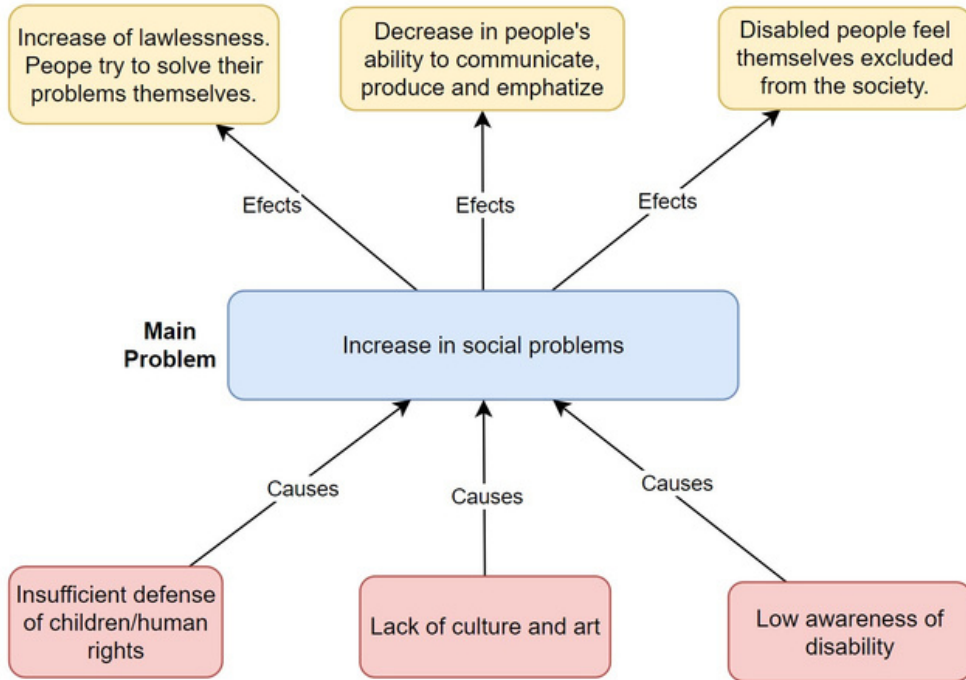 Increase of lawlessness.
Peope try to solve their
problems themselves.
Decrease in people's
ability to communicate,
produce and emphatize
Disabled people feel
themselves excluded
from the society.
Efects
Efects
Efects
Main
Problem
Increase in social problems
Causes
Causes
Causes
Insufficient defense
of children/human
rights
Lack of culture and art
Low awareness of
disability